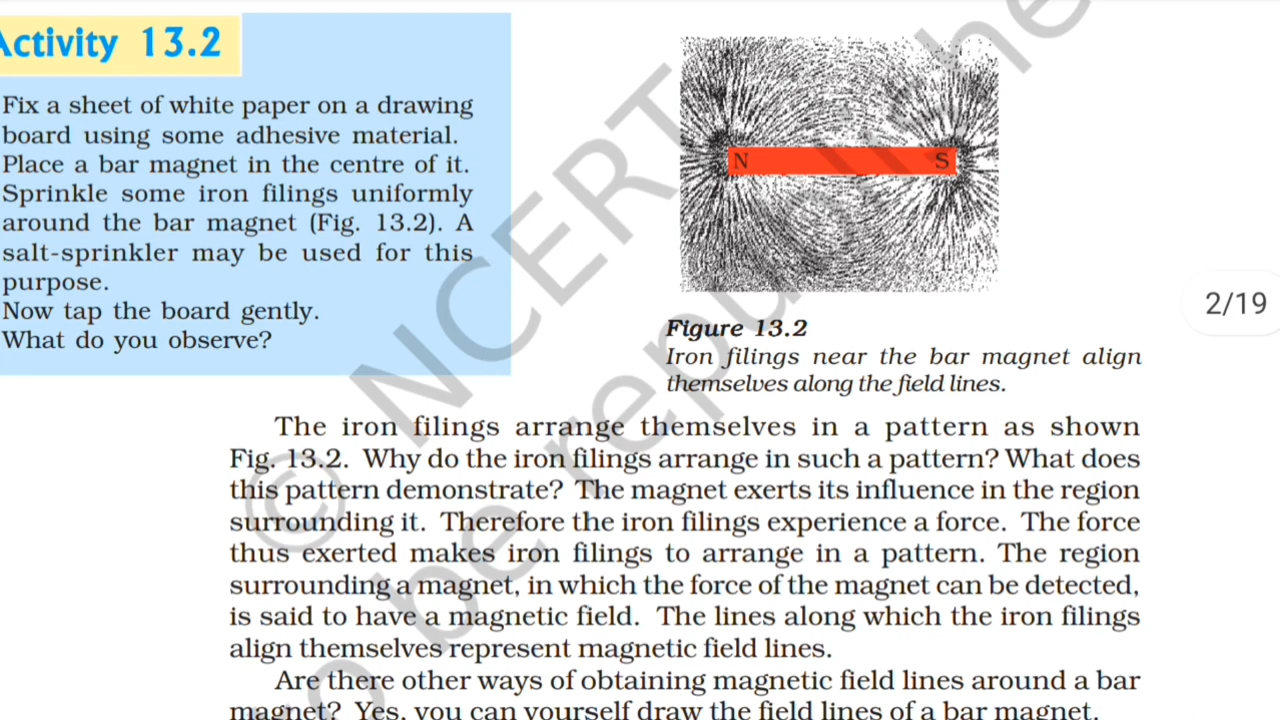 Activity 13.2
Fix a sheet of white paper on a drawing
board using some adhesive material.
Place a bar magnet in the centre of it.
Sprinkle some iron filings uniformly
around the bar magnet (Fig. 13.2). A
salt-sprinkler may be used for this
purpose.
Now tap the board gently.
What do you observe?
N S
2/19
Figure 13.2
Iron filings near the bar magnet align
themselves along the field lines.
The iron filings arrange themselves in a pattern as shown
Fig. 13.2. Why do the iron filings arrange in such a pattern? What does
this pattern demonstrate? The magnet exerts its influence in the region
surrounding it. Therefore the iron filings experience a force. The force
thus exerted makes iron filings to arrange in a pattern. The region
surrounding a magnet, in which the force of the magnet can be detected,
is said to have a magnetic field. The lines along which the iron filings
align themselves represent magnetic field lines.
Are there other ways of obtaining magnetic field lines around a bar
magnet? Yes, you can yourself draw the field lines of a bar magnet.
© NCERT
be